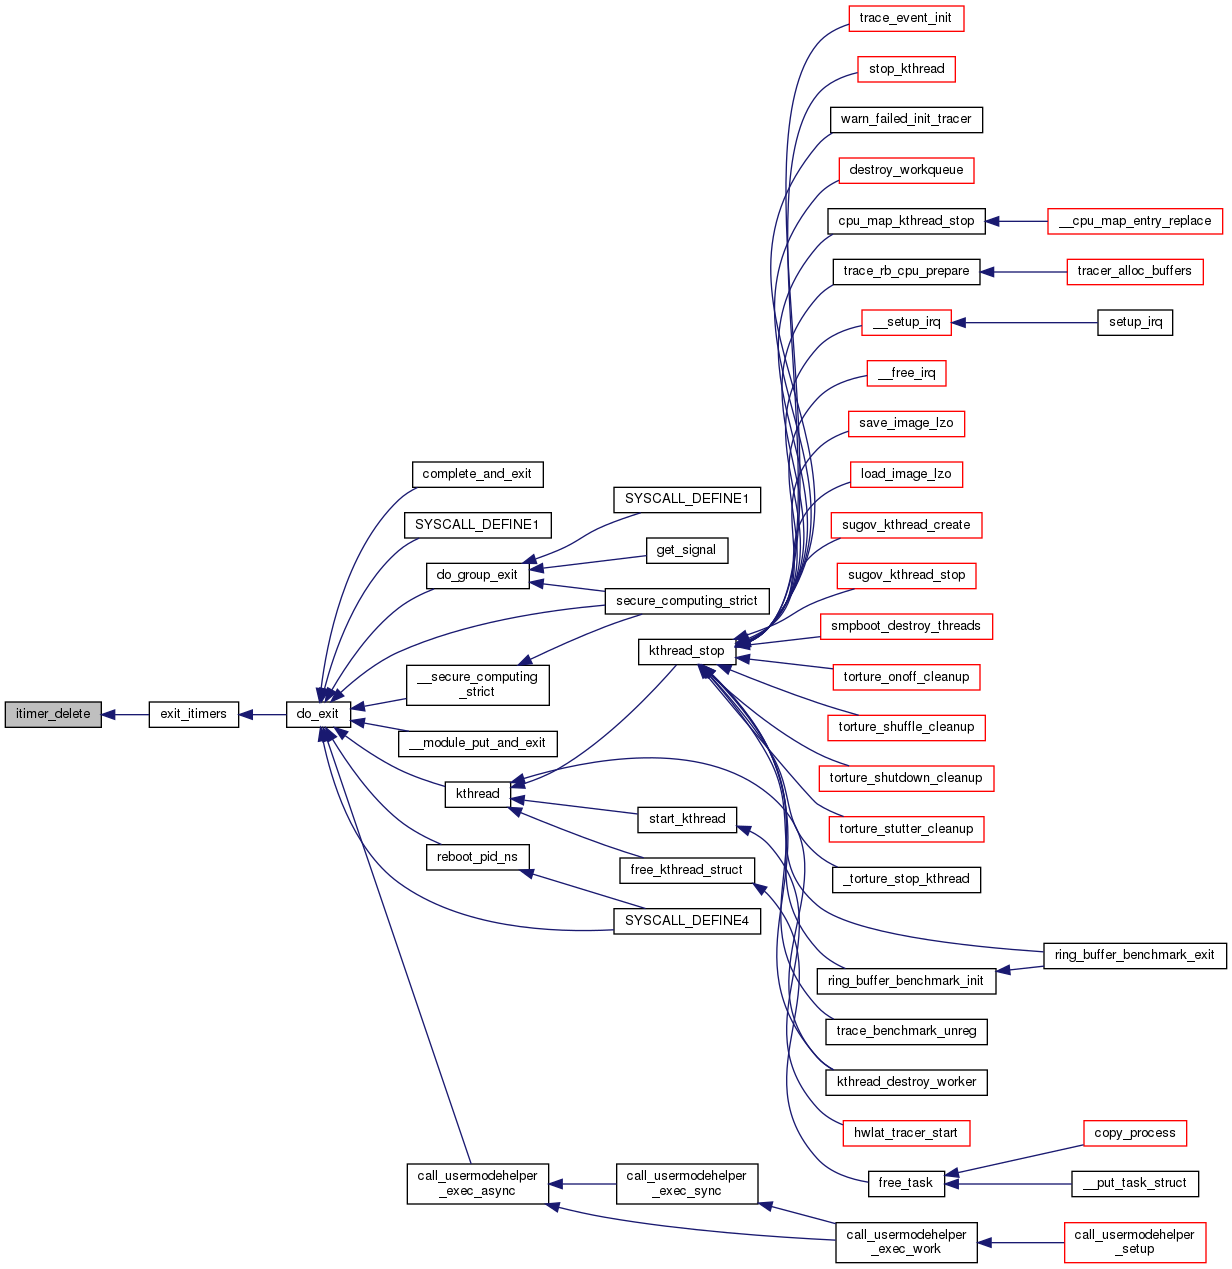 trace_event_init
stop_kthread
warn_failed_init_tracer
destroy_workqueue
cpu_map_kthread_stop
__cpu_map_entry_replace
trace_rb_cpu_prepare
tracer_alloc_buffers
__setup_irq
setup_irq
__free_irq
save_image_lzo
load_image_lzo
complete_and_exit
SYSCALL_DEFINE1
SYSCALL_DEFINE1
sugov_kthread_create
get_signal
do_group_exit
sugov_kthread_stop
secure_computing_strict
smpboot_destroy_threads
kthread_stop
__secure_computing
_strict
torture_onoff_cleanup
itimer_delete
exit_itimers
do_exit
torture_shuffle_cleanup
__module_put_and_exit
torture_shutdown_cleanup
kthread
start_kthread
torture_stutter_cleanup
reboot_pid_ns
free_kthread_struct
_torture_stop_kthread
SYSCALL_DEFINE4
ring_buffer_benchmark_exit
ring_buffer_benchmark_init
trace_benchmark_unreg
kthread_destroy_worker
hwlat_tracer_start
copy_process
call_usermodehelper
_exec_async
call_usermodehelper
_exec_sync
free_task
__put_task_struct
call_usermodehelper
_exec_work
call_usermodehelper
_setup